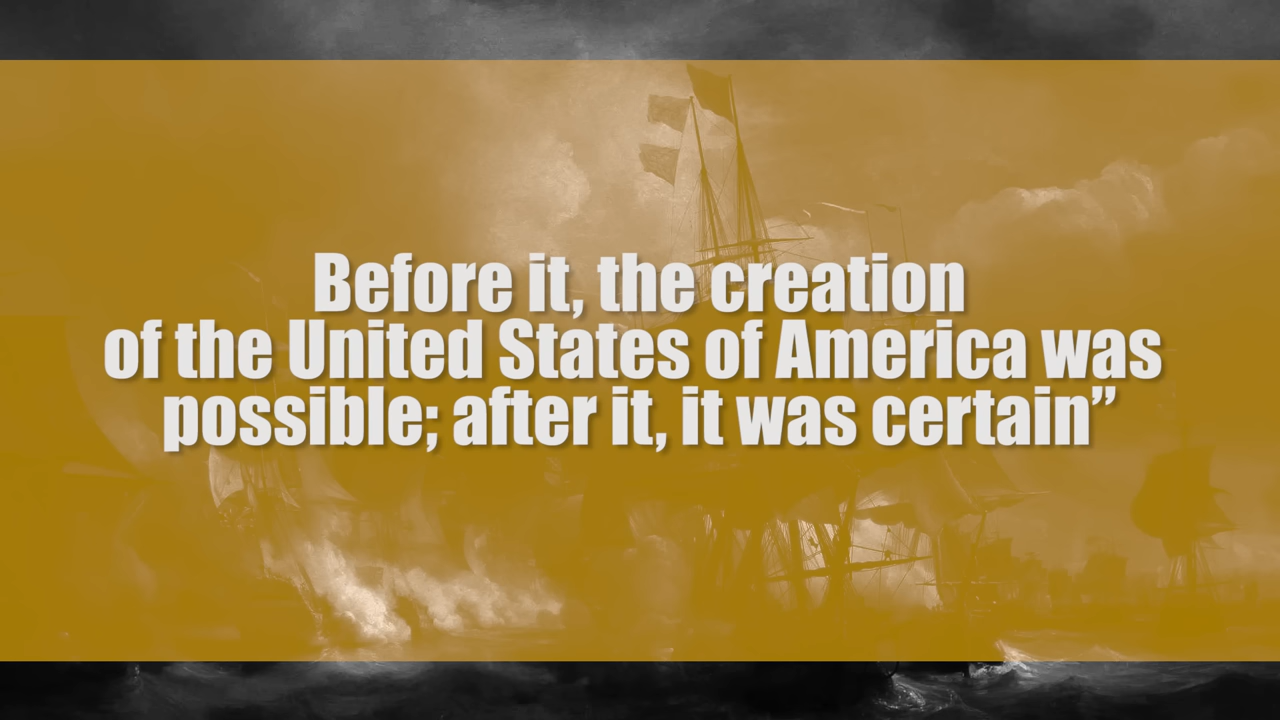 Before it, the creation
of the United States of America was
possible; after it, it was certain”